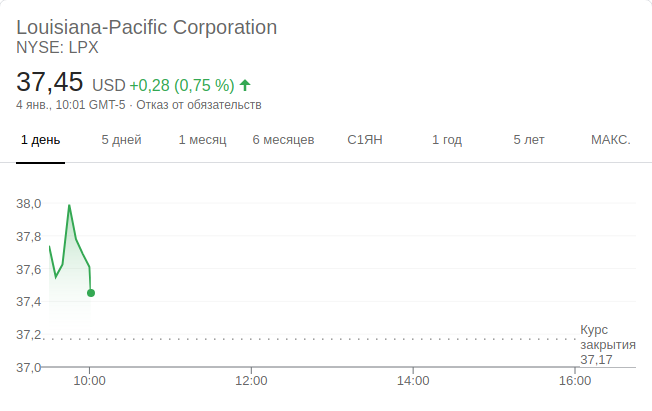 Louisiana-Pacific Corporation
NYSE: LPX
37,45 USD +0,28 (0,75 %)
4 янв., 10:01 GMT-5 · Отказ от обязательств
1 день 5 дней 1 месяц 6 месяцев С1ЯН 1 год 5 лет МАКС.
38,0
37,8
37,6
37,4
37,2
37,0
Курс
закрытия
37,17
10:00 12:00 14:00 16:00